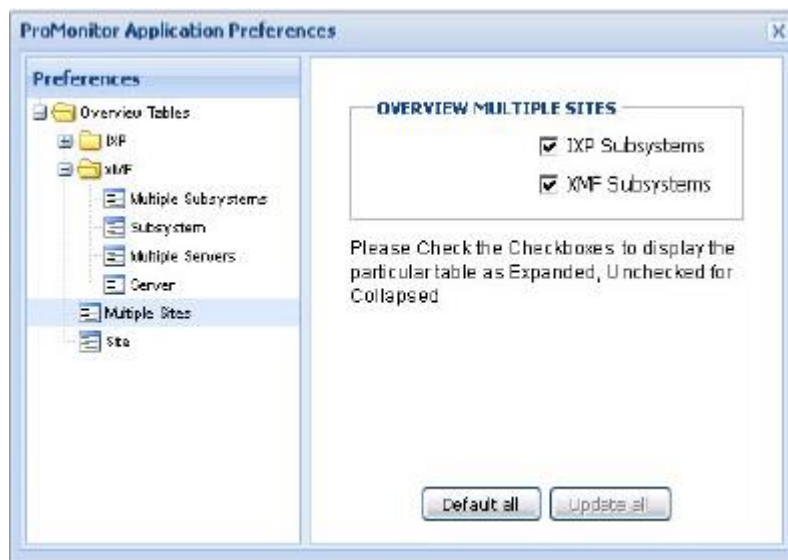 ProMonitor Application Preferences
Preferences
Overview Tables
IXP
xMF
Multiple Subsystems
Subsystem
Multiple Servers
Server
Multiple Sites
Site
OVERVIEW MULTIPLE SITES
IXP Subsystems
XMF Subsystems
Please Check the Checkboxes to display the
particular table as Expanded, Unchecked for
Collapsed
Default all
Update all